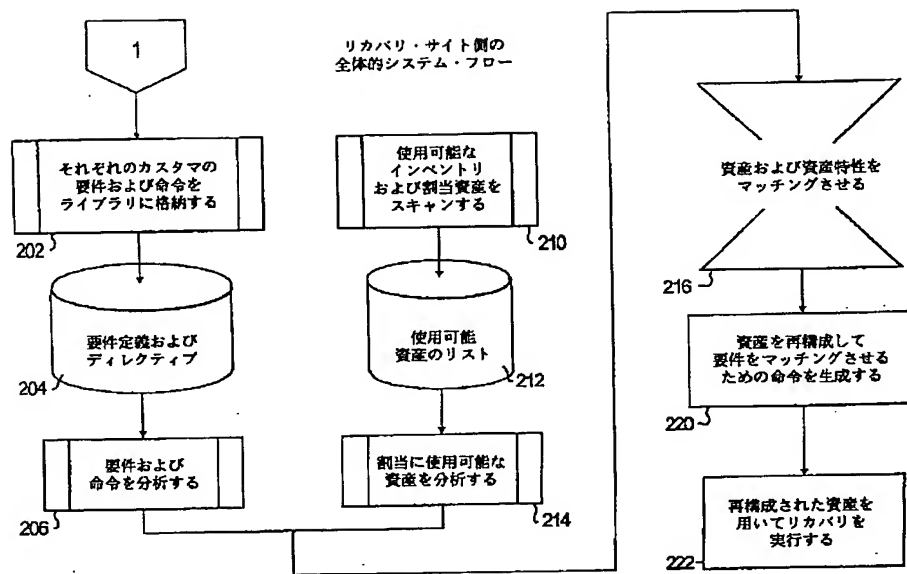 1
リカバリ・サイト側の
全体的システム・フロー
それぞれのカスタマの
要件および命令を
ライブラリに格納する
202
要件定義および
ディレクティブ
204
要件および
命令を分析する
206
使用可能な
インベントリ
および割当資産を
スキャンする
210
使用可能
資産のリスト
212
割当に使用可能な
資産を分析する
214
資産および資産特性を
マッチングさせる
216
資産を再構成して
要件をマッチングさせる
ための命令を生成する
220
再構成された資産を
用いてリカバリを
実行する
222